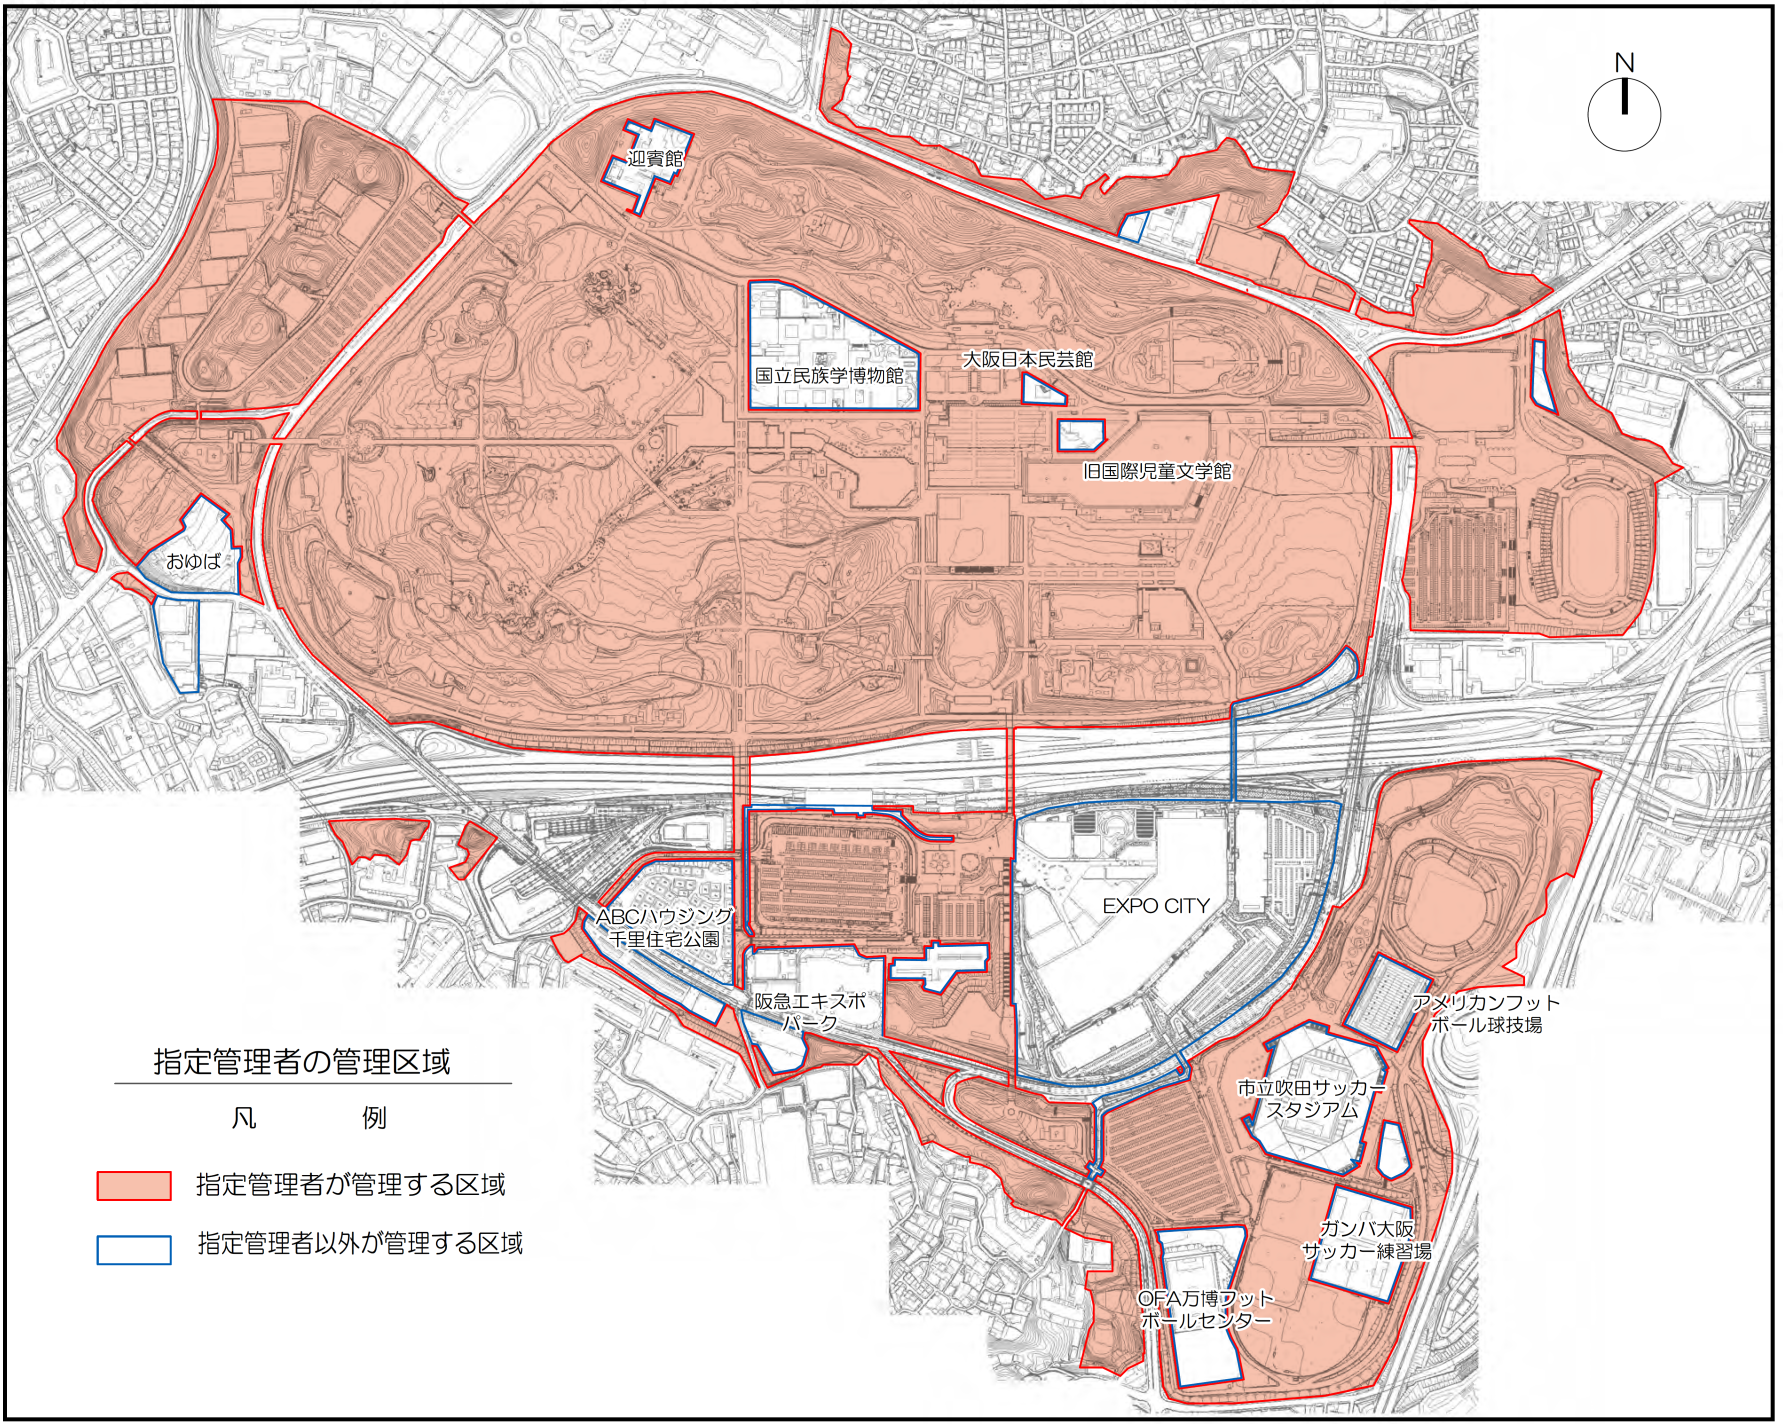 N
迎賓館
国立民族学博物館
大阪日本民芸館
旧国際児童文学館
おゆば
EXPO CITY
ABCハウジング
千里住宅公園
阪急エキスポ
パーク
アメリカンフット
ボール球技場
市立吹田サッカー
スタジアム
ガンバ大阪
サッカー練習場
OFA万博フット
ボールセンター
指定管理者の管理区域
凡 例
指定管理者が管理する区域
指定管理者以外が管理する区域